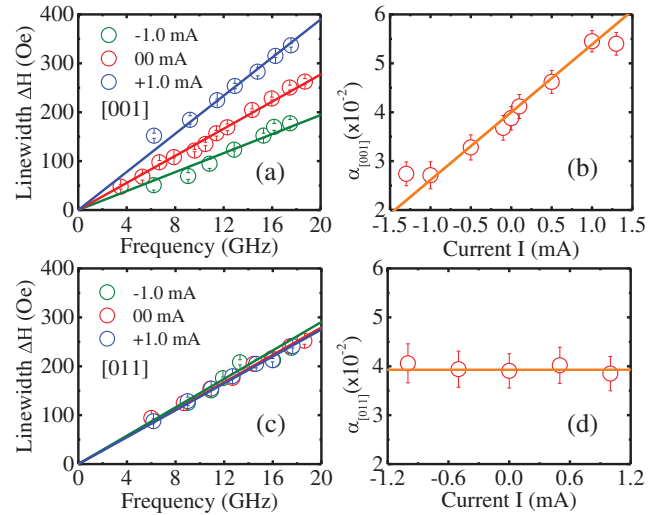 Linewidth ΔH (Oe)
400
300
200
100
0
-1.0 mA
00 mA
+1.0 mA
[001]
(a)
0 4 8 12 16 20
Frequency (GHz)
α[001](x10-2)
6
5
4
3
2
(b)
-1.5 -1.0 -0.5 0.0 0.5 1.0 1.5
Current I (mA)
Linewidth ΔH (Oe)
400
300
200
100
0
-1.0 mA
00 mA
+1.0 mA
[011]
(c)
0 4 8 12 16 20
Frequency (GHz)
α[011](x10-2)
6
5
4
3
2
(d)
-1.2 -0.6 0.0 0.6 1.2
Current I (mA)